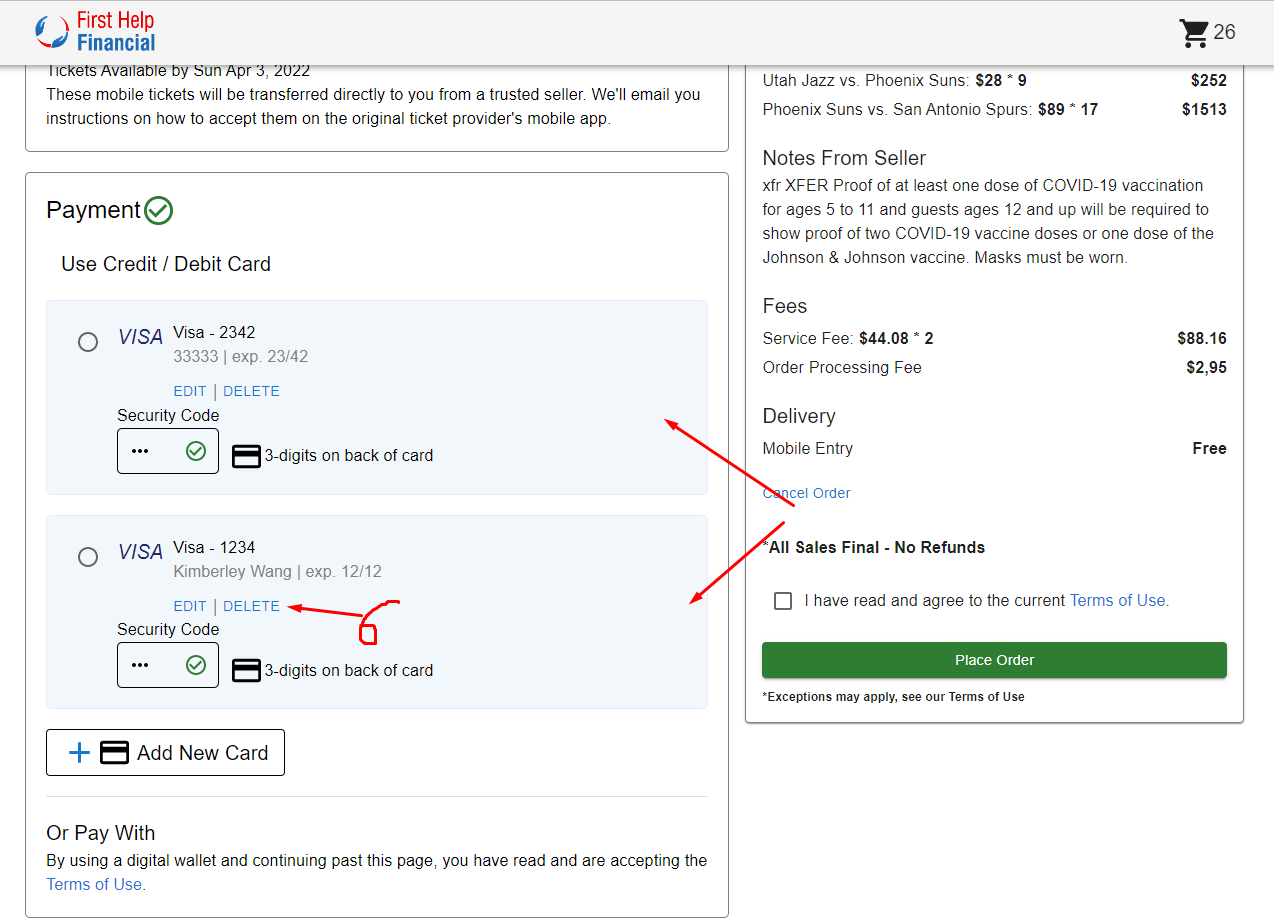 First Help
Financial
26
Tickets Available by Sun Apr 3, 2022
These mobile tickets will be transferred directly to you from a trusted seller. We'll email you
instructions on how to accept them on the original ticket provider's mobile app.
Payment
Use Credit / Debit Card
VISA Visa - 2342
33333 | exp. 23/42
EDIT | DELETE
Security Code
••• 3-digits on back of card
VISA Visa - 1234
Kimberley Wang | exp. 12/12
EDIT | DELETE
Security Code
••• 3-digits on back of card
Add New Card
Or Pay With
By using a digital wallet and continuing past this page, you have read and are accepting the
Terms of Use.
Utah Jazz vs. Phoenix Suns: $28 * 9 $252
Phoenix Suns vs. San Antonio Spurs: $89 * 17 $1513
Notes From Seller
xfr XFER Proof of at least one dose of COVID-19 vaccination
for ages 5 to 11 and guests ages 12 and up will be required to
show proof of two COVID-19 vaccine doses or one dose of the
Johnson & Johnson vaccine. Masks must be worn.
Fees
Service Fee: $44.08 * 2 $88.16
Order Processing Fee $2,95
Delivery
Mobile Entry Free
Cancel Order
*All Sales Final - No Refunds
I have read and agree to the current Terms of Use.
Place Order
*Exceptions may apply, see our Terms of Use